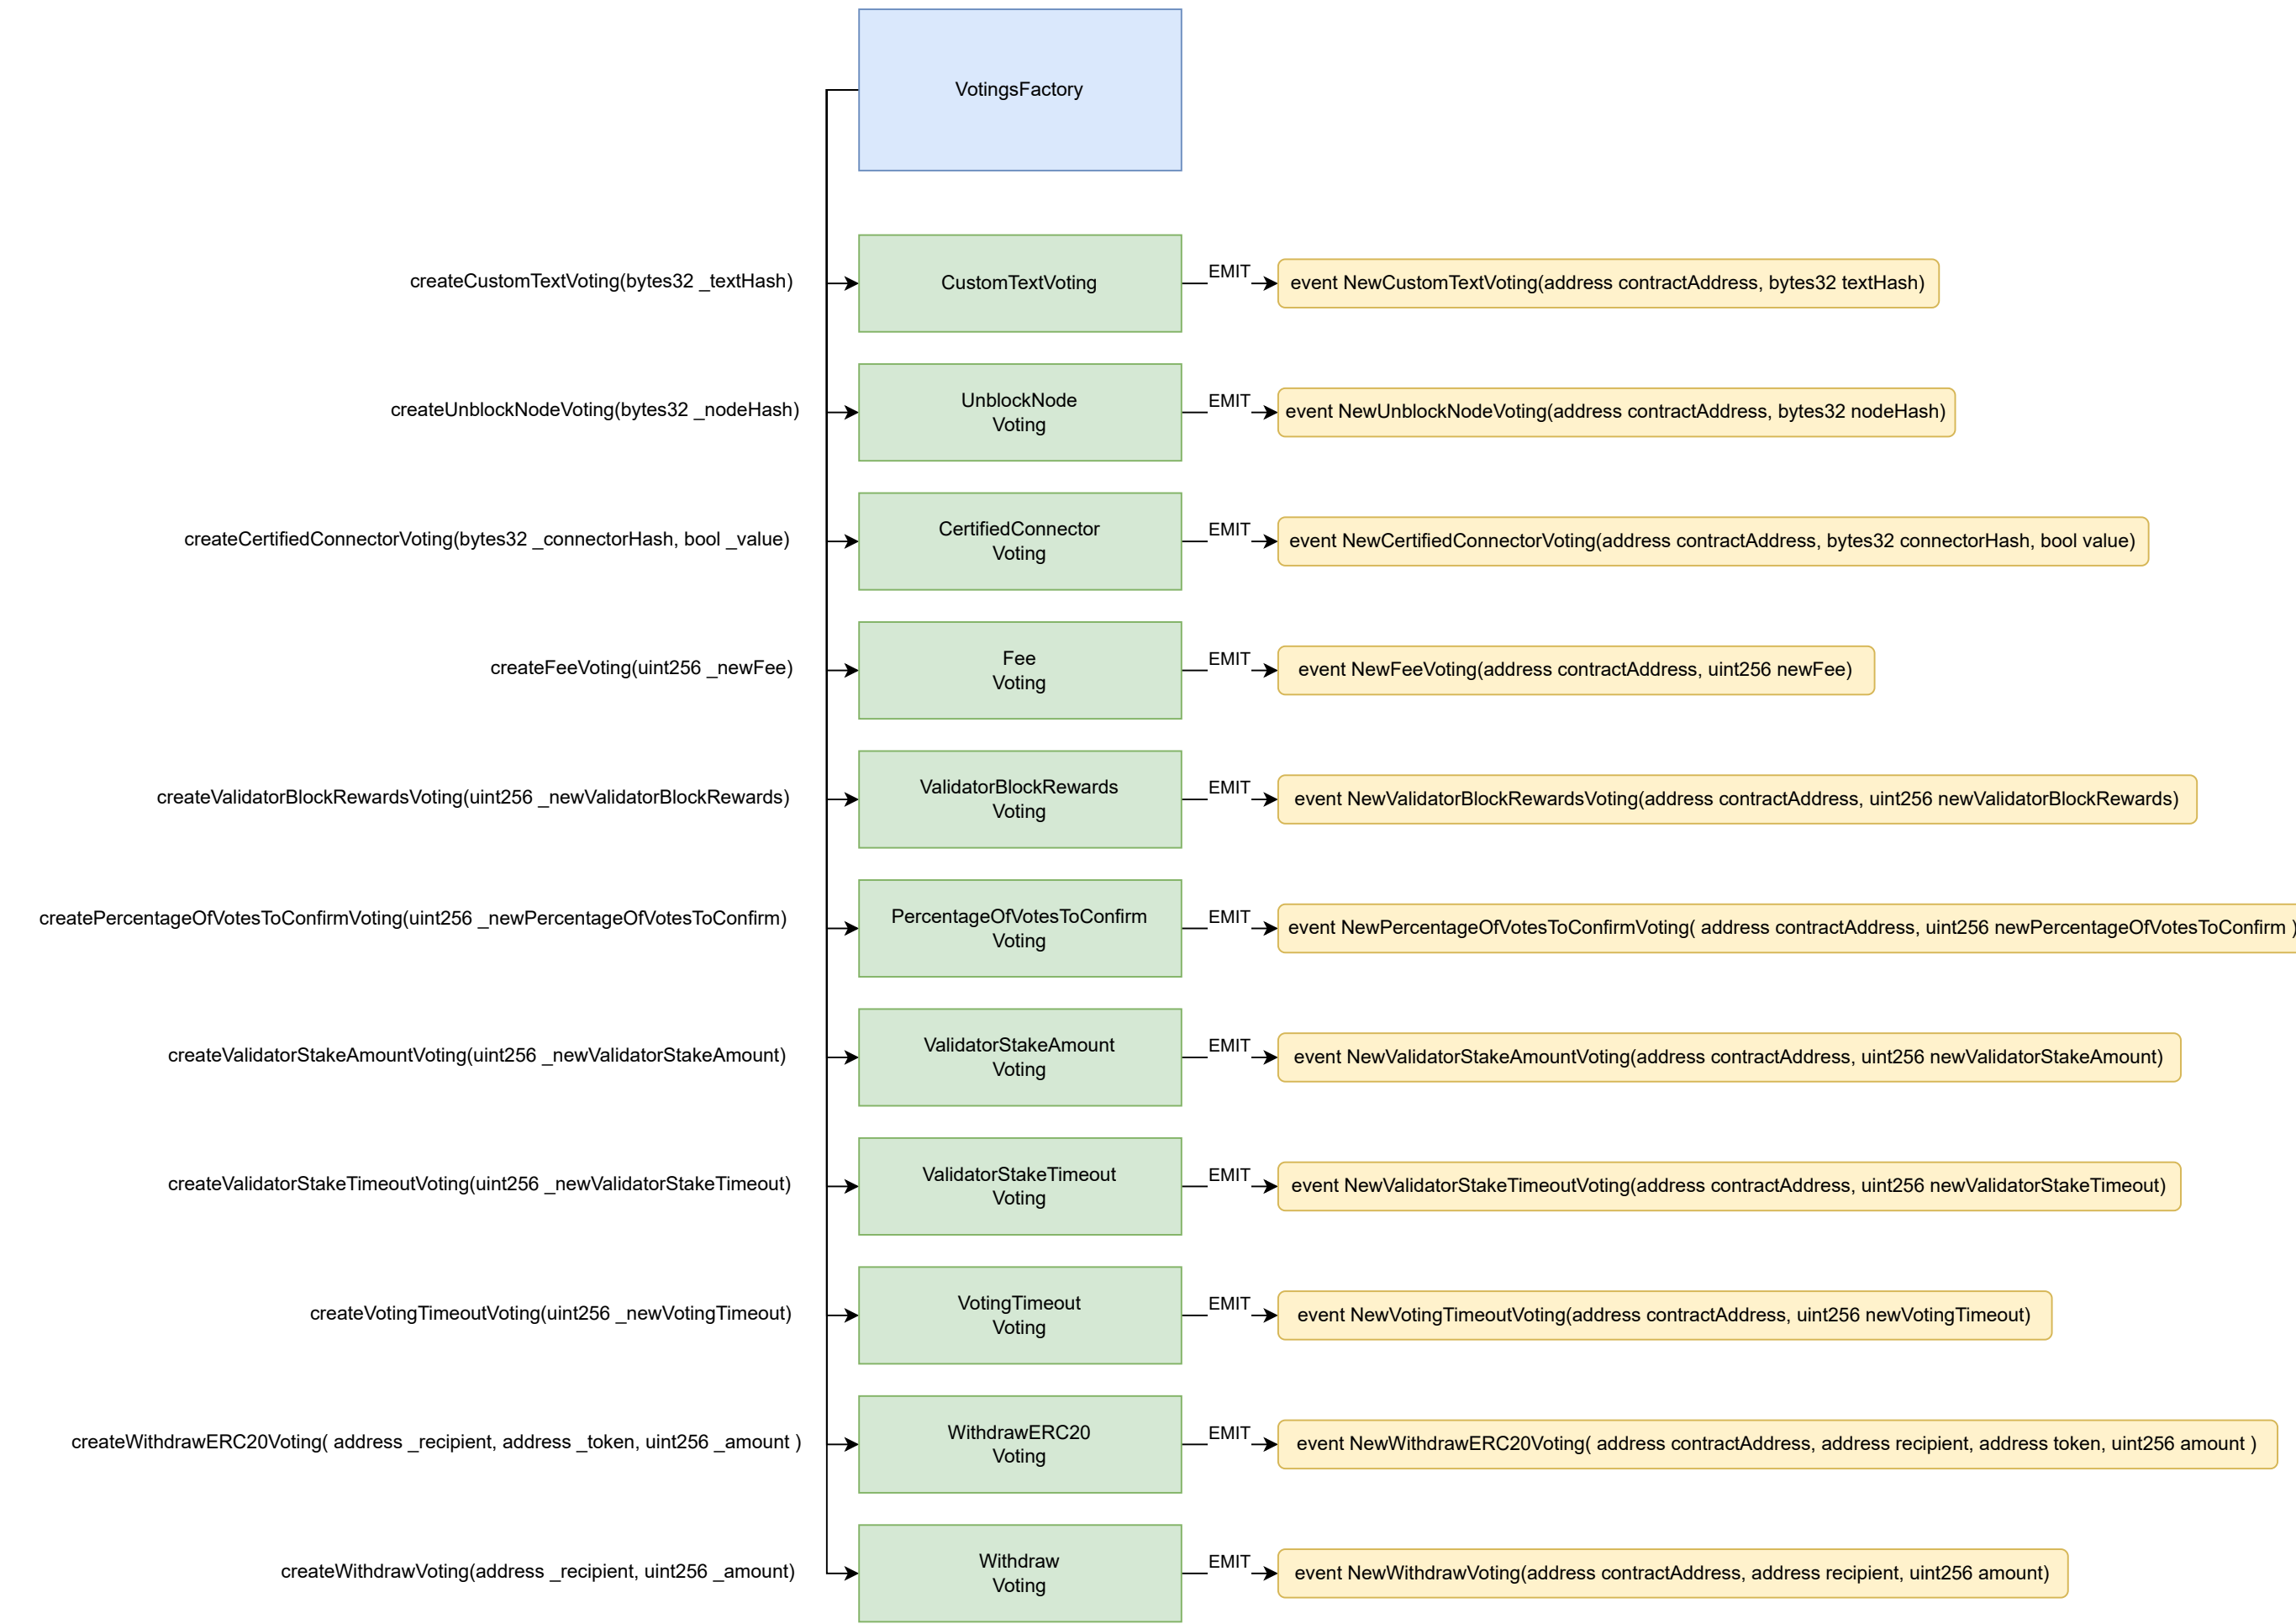 VotingsFactory
createCustomTextVoting(bytes32 _textHash)
CustomTextVoting
EMIT
event NewCustomTextVoting(address contractAddress, bytes32 textHash)
createUnblockNodeVoting(bytes32 _nodeHash)
UnblockNode
Voting
EMIT
event NewUnblockNodeVoting(address contractAddress, bytes32 nodeHash)
createCertifiedConnectorVoting(bytes32 _connectorHash, bool _value)
CertifiedConnector
Voting
EMIT
event NewCertifiedConnectorVoting(address contractAddress, bytes32 connectorHash, bool value)
createFeeVoting(uint256 _newFee)
Fee
Voting
EMIT
event NewFeeVoting(address contractAddress, uint256 newFee)
createValidatorBlockRewardsVoting(uint256 _newValidatorBlockRewards)
ValidatorBlockRewards
Voting
EMIT
event NewValidatorBlockRewardsVoting(address contractAddress, uint256 newValidatorBlockRewards)
createPercentageOfVotesToConfirmVoting(uint256 _newPercentageOfVotesToConfirm)
PercentageOfVotesToConfirm
Voting
EMIT
event NewPercentageOfVotesToConfirmVoting( address contractAddress, uint256 newPercentageOfVotesToConfirm )
createValidatorStakeAmountVoting(uint256 _newValidatorStakeAmount)
ValidatorStakeAmount
Voting
EMIT
event NewValidatorStakeAmountVoting(address contractAddress, uint256 newValidatorStakeAmount)
createValidatorStakeTimeoutVoting(uint256 _newValidatorStakeTimeout)
ValidatorStakeTimeout
Voting
EMIT
event NewValidatorStakeTimeoutVoting(address contractAddress, uint256 newValidatorStakeTimeout)
createVotingTimeoutVoting(uint256 _newVotingTimeout)
VotingTimeout
Voting
EMIT
event NewVotingTimeoutVoting(address contractAddress, uint256 newVotingTimeout)
createWithdrawERC20Voting( address _recipient, address _token, uint256 _amount )
WithdrawERC20
Voting
EMIT
event NewWithdrawERC20Voting( address contractAddress, address recipient, address token, uint256 amount )
createWithdrawVoting(address _recipient, uint256 _amount)
Withdraw
Voting
EMIT
event NewWithdrawVoting(address contractAddress, address recipient, uint256 amount)